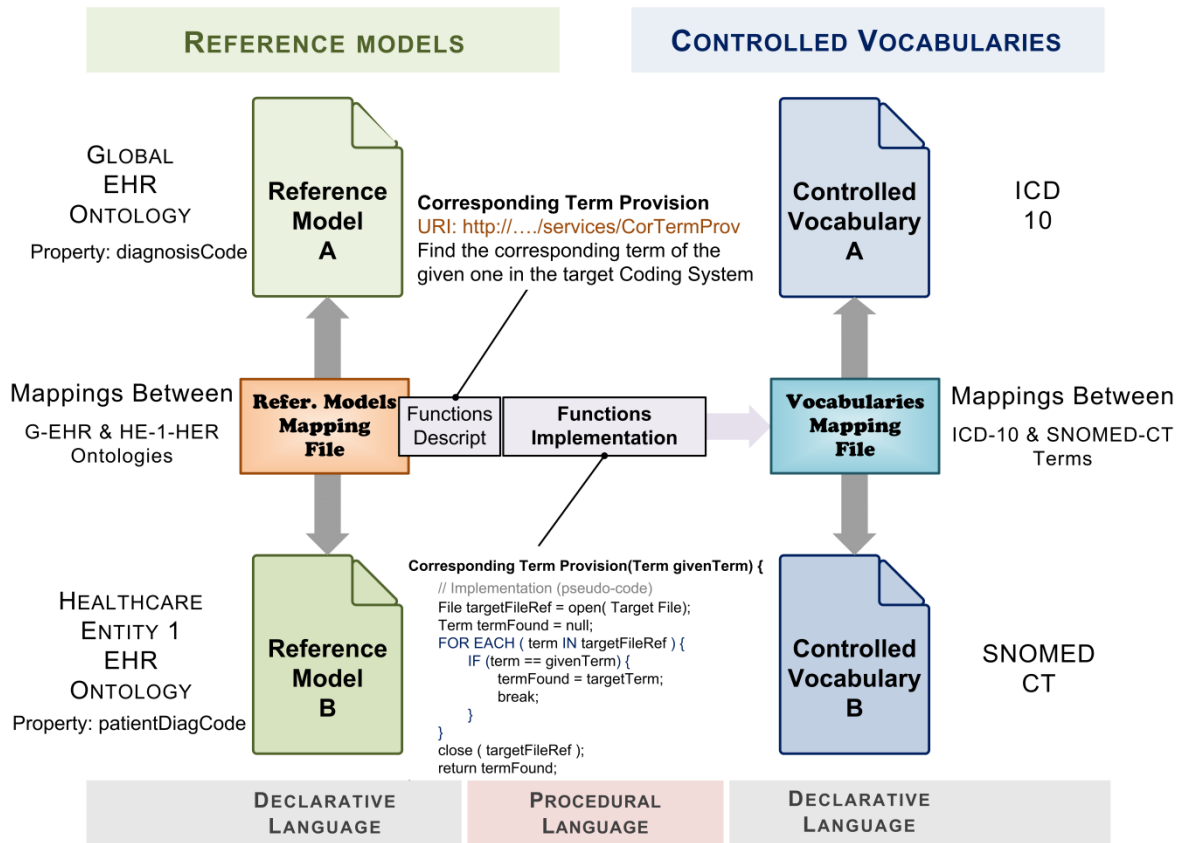 REFERENCE MODELS
CONTROLLED VOCABULARIES
GLOBAL
EHR
ONTOLOGY
Property: diagnosisCode
Reference
Model
A
Corresponding Term Provision
URI: http://…./services/CorTermProv
Find the corresponding term of the
given one in the target Coding System
Controlled
Vocabulary
A
ICD
10
Mappings Between
G-EHR & HE-1-HER
Ontologies
Refer. Models
Mapping
File
Functions
Descript
Functions
Implementation
Vocabularies
Mapping
File
Mappings Between
ICD-10 & SNOMED-CT
Terms
HEALTHCARE
ENTITY 1
EHR
ONTOLOGY
Property: patientDiagCode
Reference
Model
B
Corresponding Term Provision(Term givenTerm) {
// Implementation (pseudo-code)
File targetFileRef = open( Target File);
Term termFound = null;
FOR EACH ( term IN targetFileRef ) {
IF (term == givenTerm) {
termFound = targetTerm;
break;
}
}
close ( targetFileRef );
return termFound;
Controlled
Vocabulary
B
SNOMED
CT
DECLARATIVE
LANGUAGE
PROCEDURAL
LANGUAGE
DECLARATIVE
LANGUAGE